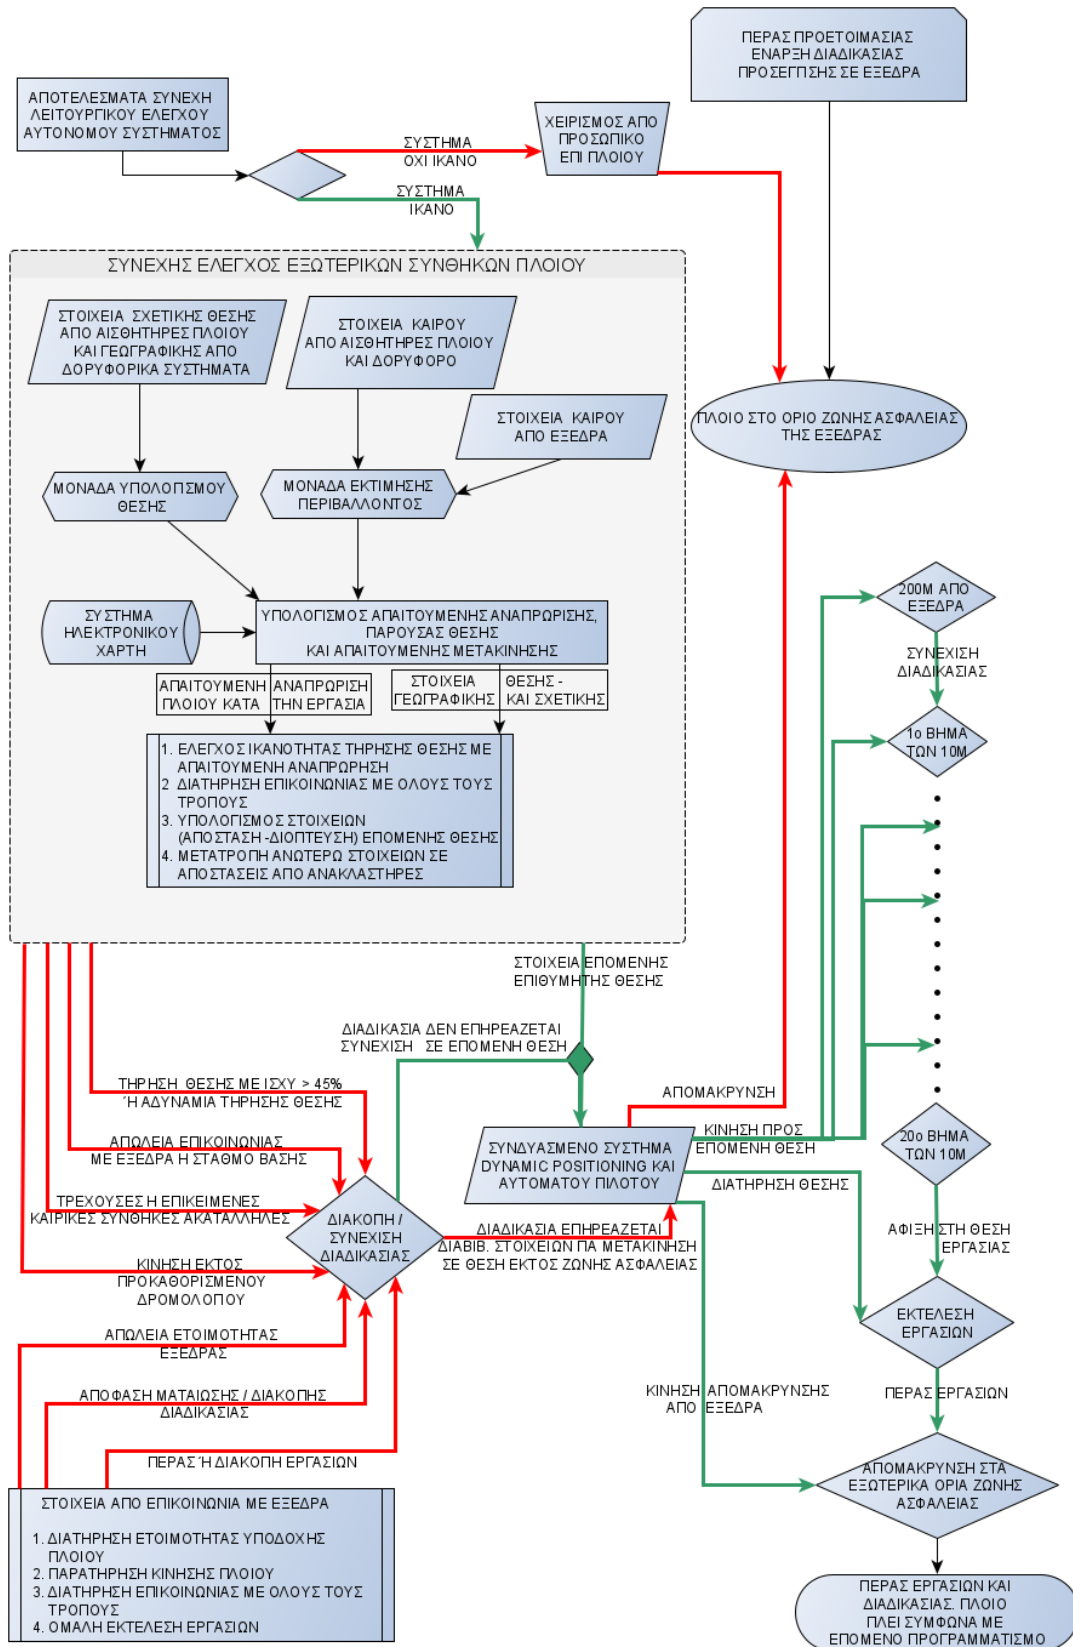 ΠΕΡΑΣ ΠΡΟΕΤΟΙΜΑΣΙΑΣ
ΕΝΑΡΞΗ ΔΙΑΔΙΚΑΣΙΑΣ
ΠΡΟΣΕΓΓΙΣΗΣ ΣΕ ΕΞΕΔΡΑ
ΑΠΟΤΕΛΕΣΜΑΤΑ ΣΥΝΕΧΗ
ΛΕΙΤΟΥΡΓΙΚΟΥ ΕΛΕΓΧΟΥ
ΑΥΤΟΝΟΜΟΥ ΣΥΣΤΗΜΑΤΟΣ
ΣΥΣΤΗΜΑ
ΟΧΙ ΙΚΑΝΟ
ΧΕΙΡΙΣΜΟΣ ΑΠΟ
ΠΡΟΣΩΠΙΚΟ
ΕΠΙ ΠΛΟΙΟΥ
ΣΥΣΤΗΜΑ
ΙΚΑΝΟ
ΣΥΝΕΧΗΣ ΕΛΕΓΧΟΣ ΕΞΩΤΕΡΙΚΩΝ ΣΥΝΘΗΚΩΝ ΠΛΟΙΟΥ
ΣΤΟΙΧΕΙΑ ΣΧΕΤΙΚΗΣ ΘΕΣΗΣ
ΑΠΟ ΑΙΣΘΗΤΗΡΕΣ ΠΛΟΙΟΥ
ΚΑΙ ΓΕΩΓΡΑΦΙΚΗΣ ΑΠΟ
ΔΟΡΥΦΟΡΙΚΑ ΣΥΣΤΗΜΑΤΑ
ΣΤΟΙΧΕΙΑ ΚΑΙΡΟΥ
ΑΠΟ ΑΙΣΘΗΤΗΡΕΣ ΠΛΟΙΟΥ
ΚΑΙ ΔΟΡΥΦΟΡΟ
ΣΤΟΙΧΕΙΑ ΚΑΙΡΟΥ
ΑΠΟ ΕΞΕΔΡΑ
ΠΛΟΙΟ ΣΤΟ ΟΡΙΟ ΖΩΝΗΣ ΑΣΦΑΛΕΙΑΣ
ΤΗΣ ΕΞΕΔΡΑΣ
ΜΟΝΑΔΑ ΥΠΟΛΟΓΙΣΜΟΥ
ΘΕΣΗΣ
ΜΟΝΑΔΑ ΕΚΤΙΜΗΣΗΣ
ΠΕΡΙΒΑΛΛΟΝΤΟΣ
ΣΥΣΤΗΜΑ
ΗΛΕΚΤΡΟΝΙΚΟΥ
ΧΑΡΤΗ
ΥΠΟΛΟΓΙΣΜΟΣ ΑΠΑΙΤΟΥΜΕΝΗΣ ΑΝΑΠΡΩΡΙΣΗΣ,
ΠΑΡΟΥΣΑΣ ΘΕΣΗΣ
ΚΑΙ ΑΠΑΙΤΟΥΜΕΝΗΣ ΜΕΤΑΚΙΝΗΣΗΣ
200Μ ΑΠΟ
ΕΞΕΔΡΑ
ΣΥΝΕΧΙΣΗ
ΔΙΑΔΙΚΑΣΙΑΣ
ΑΠΑΙΤΟΥΜΕΝΗ ΑΝΑΠΡΩΡΙΣΗ
ΠΛΟΙΟΥ ΚΑΤΑ ΤΗΝ ΕΡΓΑΣΙΑ
ΣΤΟΙΧΕΙΑ ΘΕΣΗΣ -
ΓΕΩΓΡΑΦΙΚΗΣ ΚΑΙ ΣΧΕΤΙΚΗΣ
1ο ΒΗΜΑ
ΤΩΝ 10Μ
1. ΕΛΕΓΧΟΣ ΙΚΑΝΟΤΗΤΑΣ ΤΗΡΗΣΗΣ ΘΕΣΗΣ ΜΕ
ΑΠΑΙΤΟΥΜΕΝΗ ΑΝΑΠΡΩΡΗΣΗ
2 ΔΙΑΤΗΡΗΣΗ ΕΠΙΚΟΙΝΩΝΙΑΣ ΜΕ ΟΛΟΥΣ ΤΟΥΣ
ΤΡΟΠΟΥΣ
3. ΥΠΟΛΟΓΙΣΜΟΣ ΣΤΟΙΧΕΙΩΝ
(ΑΠΟΣΤΑΣΗ -ΔΙΟΠΤΕΥΣΗ) ΕΠΟΜΕΝΗΣ ΘΕΣΗΣ
4. ΜΕΤΑΤΡΟΠΗ ΑΝΩΤΕΡΩ ΣΤΟΙΧΕΙΩΝ ΣΕ
ΑΠΟΣΤΑΣΕΙΣ ΑΠΟ ΑΝΑΚΛΑΣΤΗΡΕΣ
ΣΤΟΙΧΕΙΑ ΕΠΟΜΕΝΗΣ
ΕΠΙΘΥΜΗΤΗΣ ΘΕΣΗΣ
ΔΙΑΔΙΚΑΣΙΑ ΔΕΝ ΕΠΗΡΕΑΖΕΤΑΙ
ΣΥΝΕΧΙΣΗ ΣΕ ΕΠΟΜΕΝΗ ΘΕΣΗ
ΤΗΡΗΣΗ ΘΕΣΗΣ ΜΕ ΙΣΧΥ > 45%
Ή ΑΔΥΝΑΜΙΑ ΤΗΡΗΣΗΣ ΘΕΣΗΣ
ΑΠΟΜΑΚΡΥΝΣΗ
ΑΠΩΛΕΙΑ ΕΠΙΚΟΙΝΩΝΙΑΣ
ΜΕ ΕΞΕΔΡΑ Η ΣΤΑΘΜΟ ΒΑΣΗΣ
ΣΥΝΔΥΑΣΜΕΝΟ ΣΥΣΤΗΜΑ
DYNAMIC POSITIONING ΚΑΙ
ΑΥΤΟΜΑΤΟΥ ΠΙΛΟΤΟΥ
ΚΙΝΗΣΗ ΠΡΟΣ
ΕΠΟΜΕΝΗ ΘΕΣΗ
20ο ΒΗΜΑ
ΤΩΝ 10Μ
ΔΙΑΤΗΡΗΣΗ ΘΕΣΗΣ
ΤΡΕΧΟΥΣΕΣ Η ΕΠΙΚΕΙΜΕΝΕΣ
ΚΑΙΡΙΚΕΣ ΣΥΝΘΗΚΕΣ ΑΚΑΤΑΛΛΗΛΕΣ
ΔΙΑΚΟΠΗ /
ΣΥΝΕΧΙΣΗ
ΔΙΑΔΙΚΑΣΙΑΣ
ΔΙΑΔΙΚΑΣΙΑ ΕΠΗΡΕΑΖΕΤΑΙ
ΔΙΑΒΙΒ. ΣΤΟΙΧΕΙΩΝ ΓΙΑ ΜΕΤΑΚΙΝΗΣΗ
ΣΕ ΘΕΣΗ ΕΚΤΟΣ ΖΩΝΗΣ ΑΣΦΑΛΕΙΑΣ
ΑΦΙΞΗ ΣΤΗ ΘΕΣΗ
ΕΡΓΑΣΙΑΣ
ΚΙΝΗΣΗ ΕΚΤΟΣ
ΠΡΟΚΑΘΟΡΙΣΜΕΝΟΥ
ΔΡΟΜΟΛΟΓΙΟΥ
ΕΚΤΕΛΕΣΗ
ΕΡΓΑΣΙΩΝ
ΑΠΩΛΕΙΑ ΕΤΟΙΜΟΤΗΤΑΣ
ΕΞΕΔΡΑΣ
ΑΠΟΦΑΣΗ ΜΑΤΑΙΩΣΗΣ / ΔΙΑΚΟΠΗΣ
ΔΙΑΔΙΚΑΣΙΑΣ
ΚΙΝΗΣΗ ΑΠΟΜΑΚΡΥΝΣΗΣ
ΑΠΟ ΕΞΕΔΡΑ
ΠΕΡΑΣ ΕΡΓΑΣΙΩΝ
ΠΕΡΑΣ Ή ΔΙΑΚΟΠΗ ΕΡΓΑΣΙΩΝ
ΑΠΟΜΑΚΡΥΝΣΗ ΣΤΑ
ΕΞΩΤΕΡΙΚΑ ΟΡΙΑ ΖΩΝΗΣ
ΑΣΦΑΛΕΙΑΣ
ΣΤΟΙΧΕΙΑ ΑΠΟ ΕΠΙΚΟΙΝΩΝΙΑ ΜΕ ΕΞΕΔΡΑ
1. ΔΙΑΤΗΡΗΣΗ ΕΤΟΙΜΟΤΗΤΑΣ ΥΠΟΔΟΧΗΣ
ΠΛΟΙΟΥ
2. ΠΑΡΑΤΗΡΗΣΗ ΚΙΝΗΣΗΣ ΠΛΟΙΟΥ
3. ΔΙΑΤΗΡΗΣΗ ΕΠΙΚΟΙΝΩΝΙΑΣ ΜΕ ΟΛΟΥΣ ΤΟΥΣ
ΤΡΟΠΟΥΣ
4. ΟΜΑΛΗ ΕΚΤΕΛΕΣΗ ΕΡΓΑΣΙΩΝ
ΠΕΡΑΣ ΕΡΓΑΣΙΩΝ ΚΑΙ
ΔΙΑΔΙΚΑΣΙΑΣ. ΠΛΟΙΟ
ΠΛΕΙ ΣΥΜΦΩΝΑ ΜΕ
ΕΠΟΜΕΝΟ ΠΡΟΓΡΑΜΜΑΤΙΣΜΟ